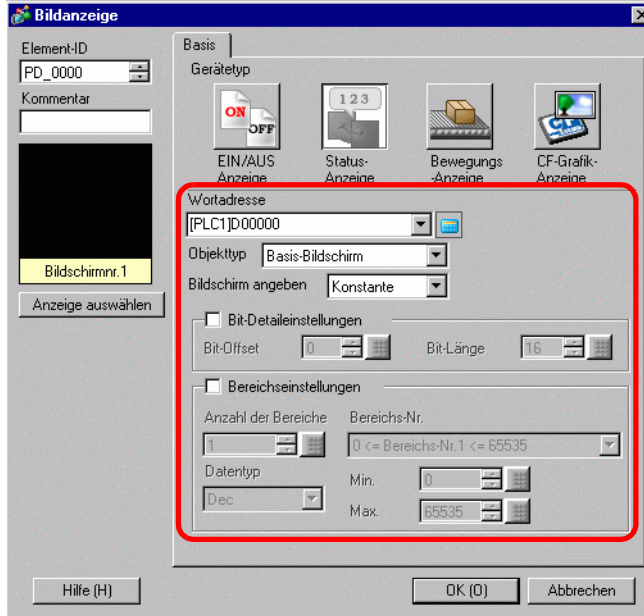 Bildanzeige
Element-ID
PD_0000
Kommentar
Bildschirmnr.1
Anzeige auswählen
Basis
Gerätetyp
ON
OFF
123
CF
EIN/AUS
Anzeige
Status-
Anzeige
Bewegungs
-Anzeige
CF-Grafik-
Anzeige
Wortadresse
[PLC1]D00000
Objekttyp Basis-Bildschirm
Bildschirm angeben Konstante
Bit-Detaileinstellungen
Bit-Offset 0 Bit-Länge 16
Bereichseinstellungen
Anzahl der Bereiche Bereichs-Nr.
1 0 <= Bereichs-Nr.1 <= 65535
Datentyp
Dec
Min. 0
Max. 65535
Hilfe (H) OK (O) Abbrechen